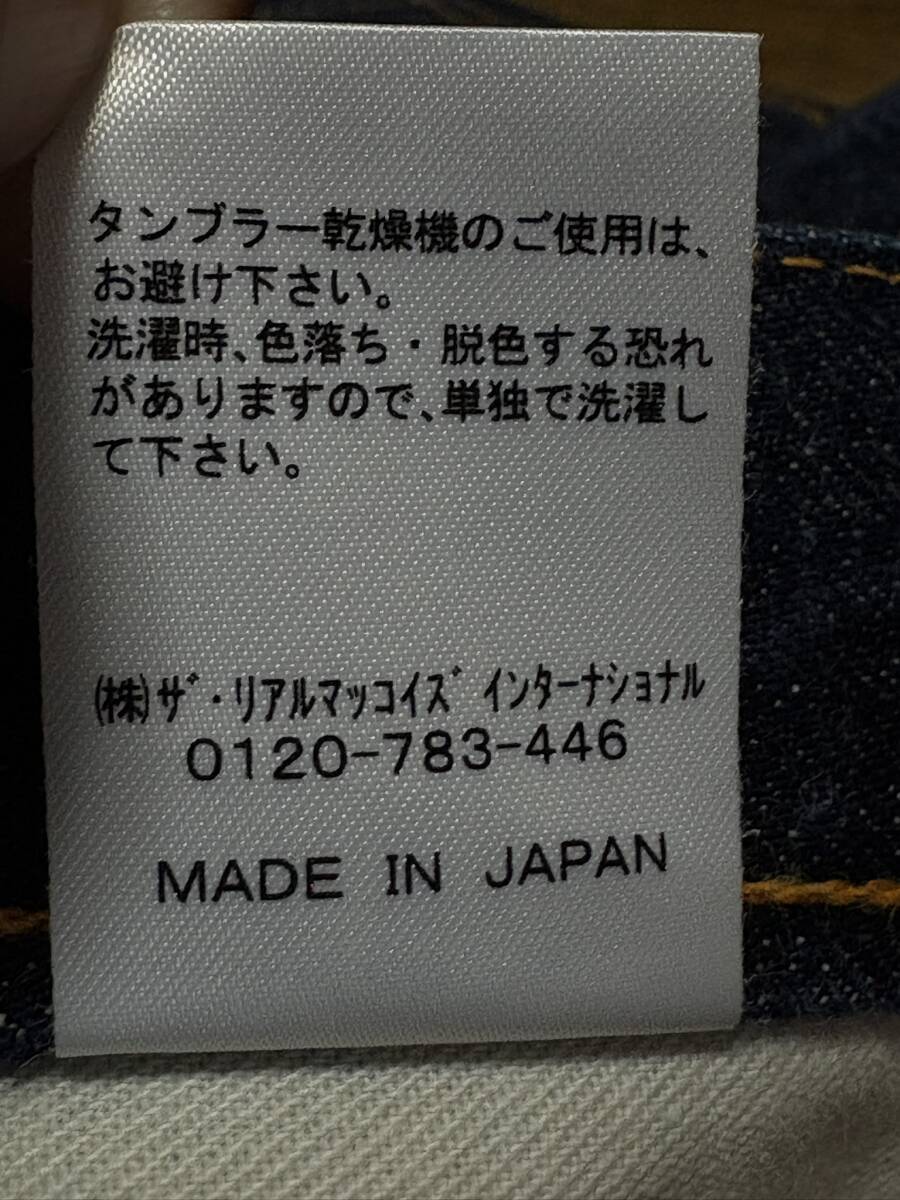 タンブラー乾燥機のご使用は、
お避け下さい。
洗濯時、色落ち・脱色する恐れ
がありますので、単独で洗濯し
て下さい。
㈱ｻﾞ・ﾘｱﾙﾏｯｺｲｽﾞ ｲﾝﾀｰﾅｼｮﾅﾙ
0120-783-446
MADE IN JAPAN